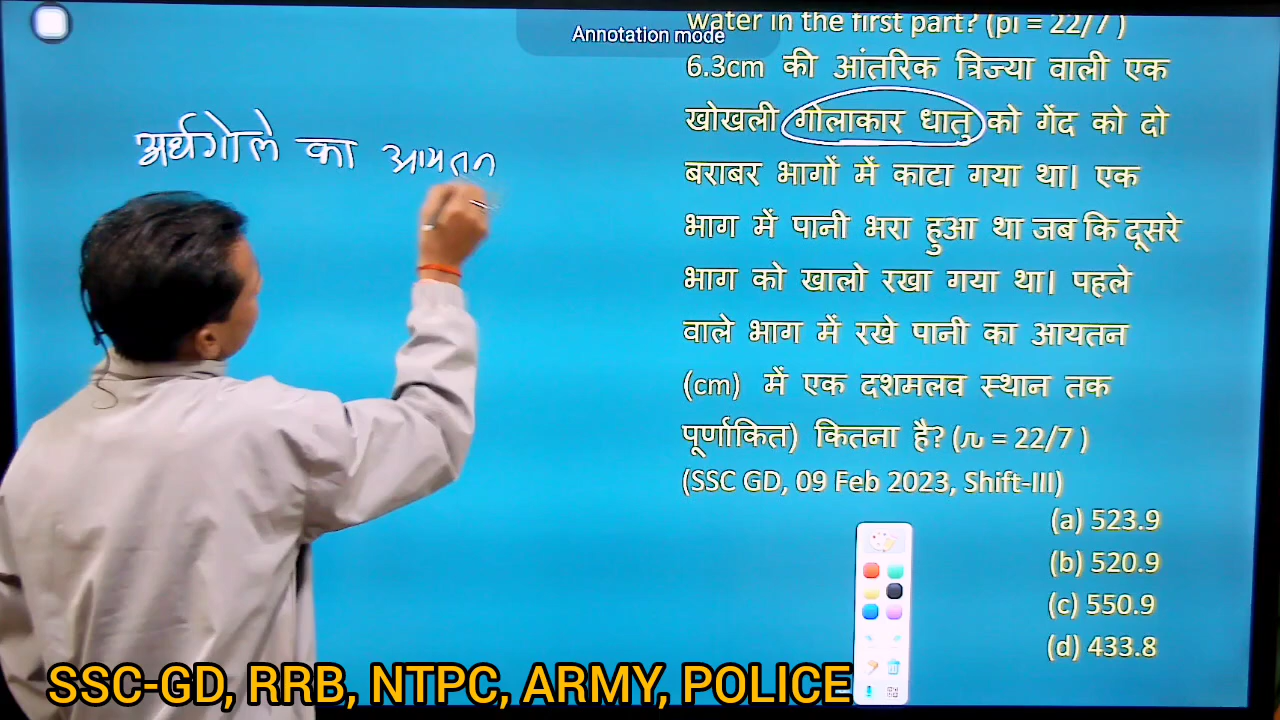 water in the first part? (pi = 22/7 )
Annotation mode
6.3cm की आंतरिक त्रिज्या वाली एक
खोखली गोलाकार धातु को गेंद को दो
बराबर भागों में काटा गया था। एक
भाग में पानी भरा हुआ था जब कि दूसरे
भाग को खालो रखा गया था। पहले
वाले भाग में रखे पानी का आयतन
(cm) में एक दशमलव स्थान तक
पूर्णाकित) कितना है? (𝜋 = 22/7 )
(SSC GD, 09 Feb 2023, Shift-III)
(a) 523.9
(b) 520.9
(c) 550.9
(d) 433.8
अर्धगोले का आयतन
SSC-GD, RRB, NTPC, ARMY, POLICE